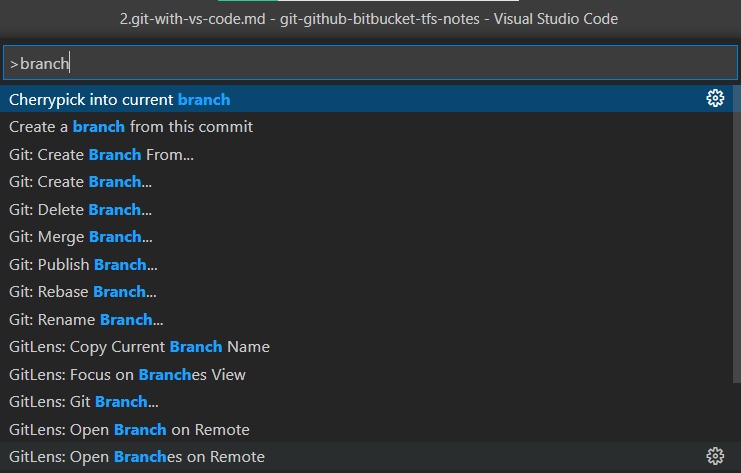 2.git-with-vs-code.md - git-github-bitbucket-tfs-notes - Visual Studio Code
>branch
Cherrypick into current branch
Create a branch from this commit
Git: Create Branch From...
Git: Create Branch...
Git: Delete Branch...
Git: Merge Branch...
Git: Publish Branch...
Git: Rebase Branch...
Git: Rename Branch...
GitLens: Copy Current Branch Name
GitLens: Focus on Branches View
GitLens: Git Branch...
GitLens: Open Branch on Remote
GitLens: Open Branches on Remote